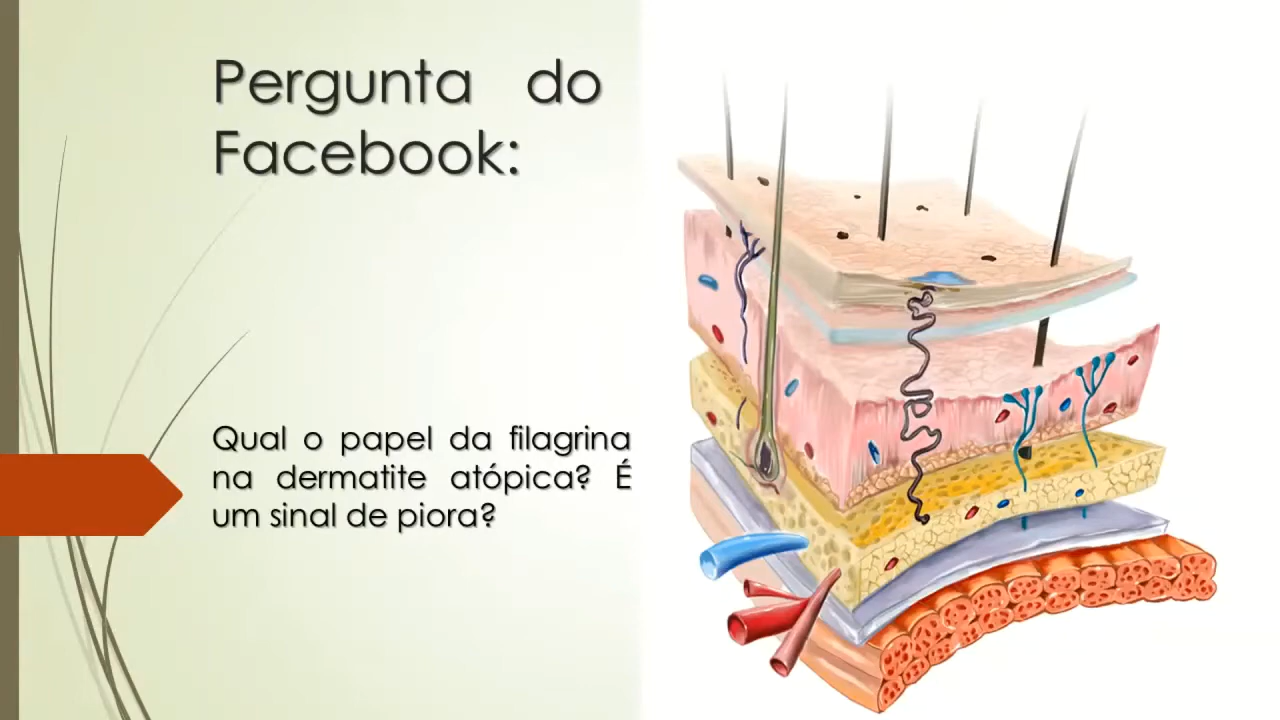 Pergunta do
Facebook:
Qual o papel da filagrina
na dermatite atópica? É
um sinal de piora?